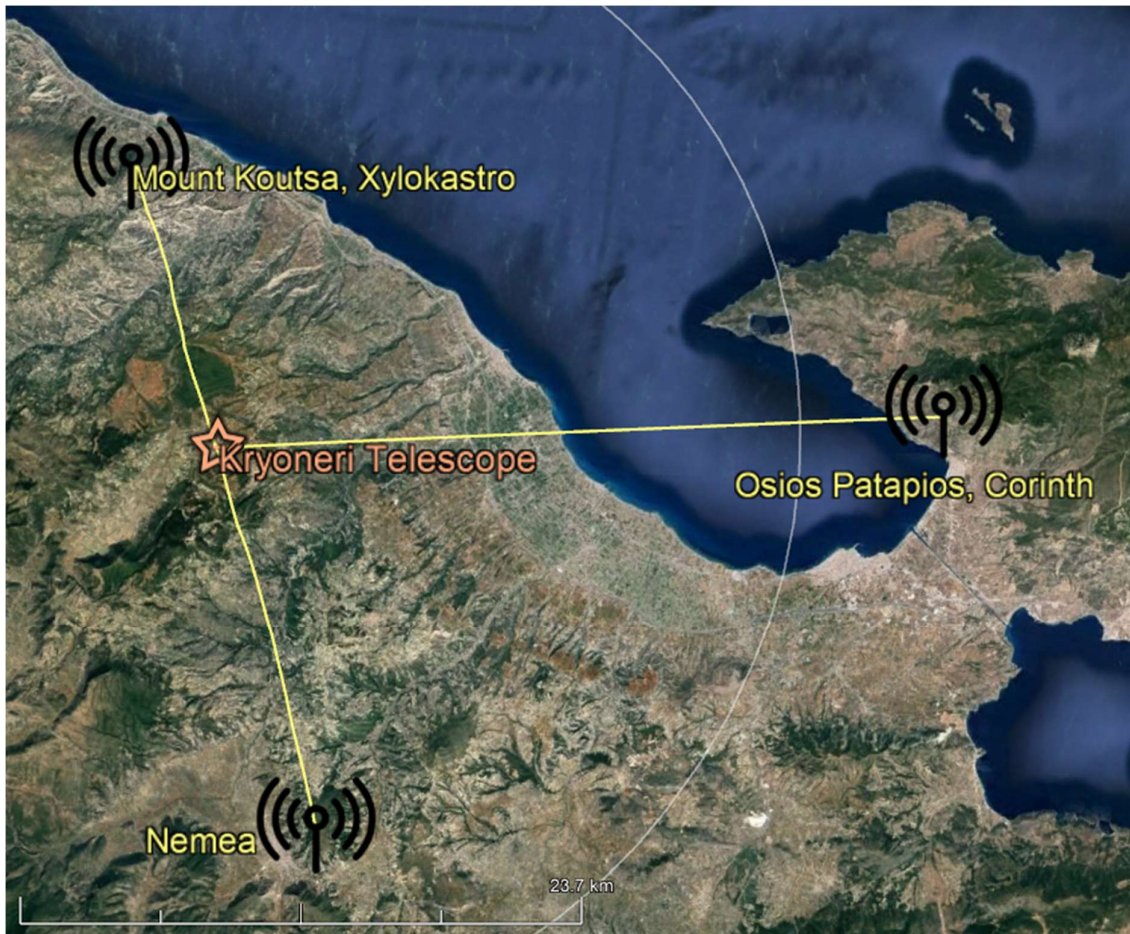 Mount Koutsa, Xylokastro
Kryoneri Telescope
Osios Patapios, Corinth
Nemea
23.7 km